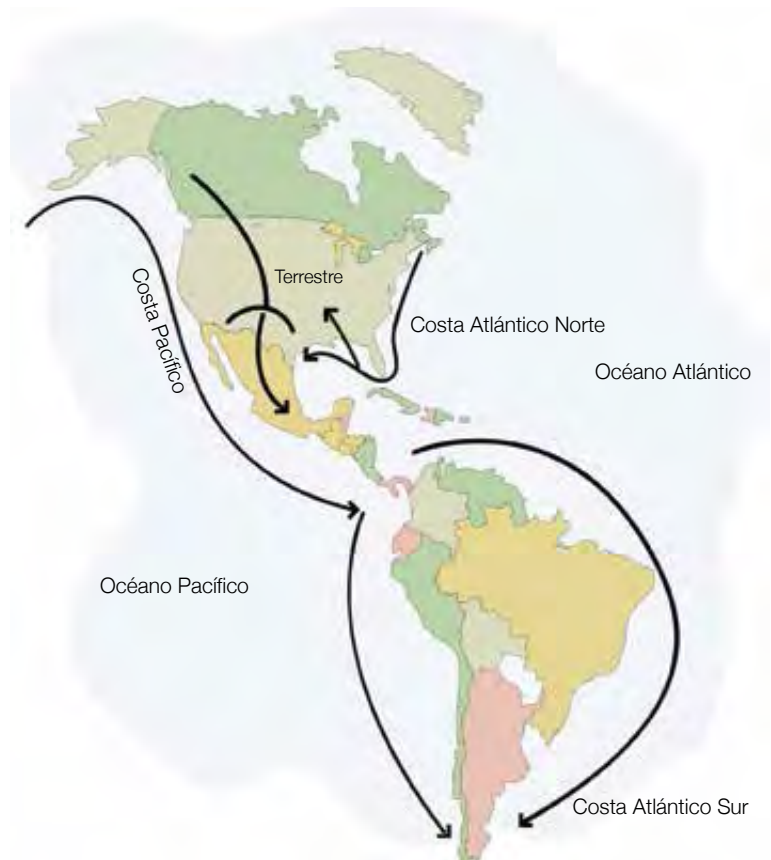 Terrestre
Costa Pacífico
Costa Atlántico Norte
Océano Atlántico
Océano Pacífico
Costa Atlántico Sur